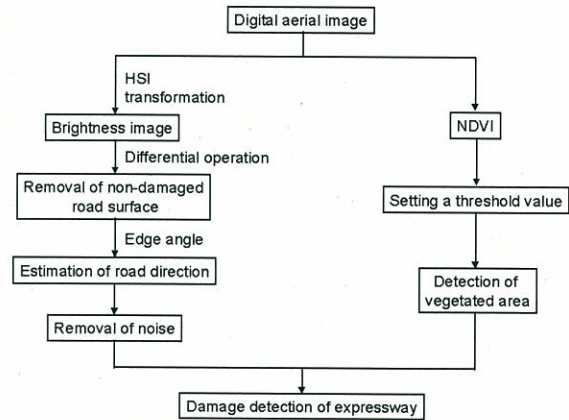 Digital aerial image
HSI
transformation
Brightness image
Differential operation
Removal of non-damaged
road surface
Edge angle
Estimation of road direction
Removal of noise
NDVI
Setting a threshold value
Detection of
vegetated area
Damage detection of expressway